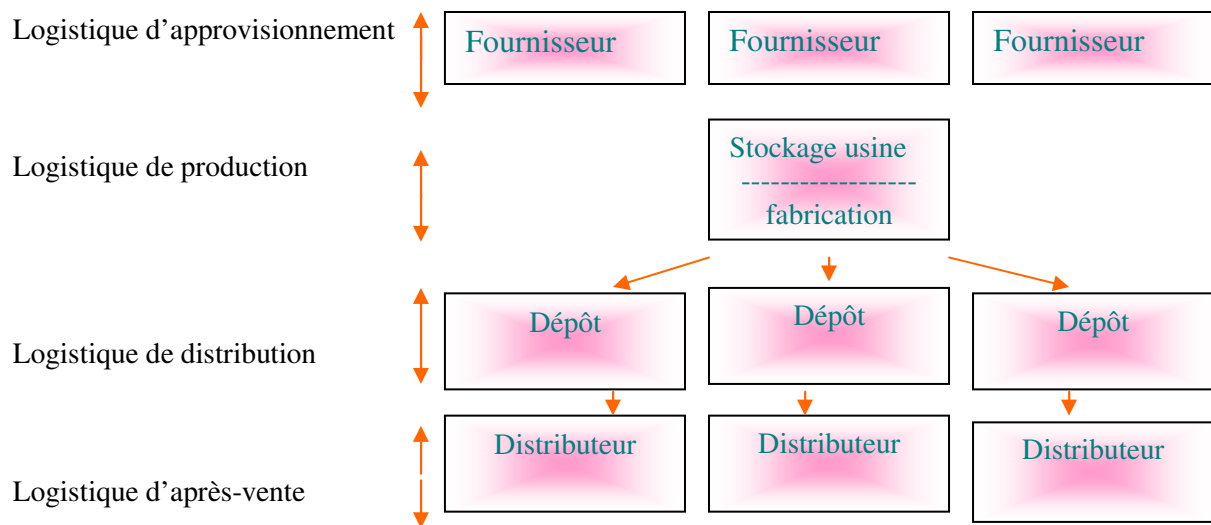 Logistique d’approvisionnement
Fournisseur
Fournisseur
Fournisseur
Logistique de production
Stockage usine
------------------
fabrication
Logistique de distribution
Dépôt
Dépôt
Dépôt
Logistique d’après-vente
Distributeur
Distributeur
Distributeur